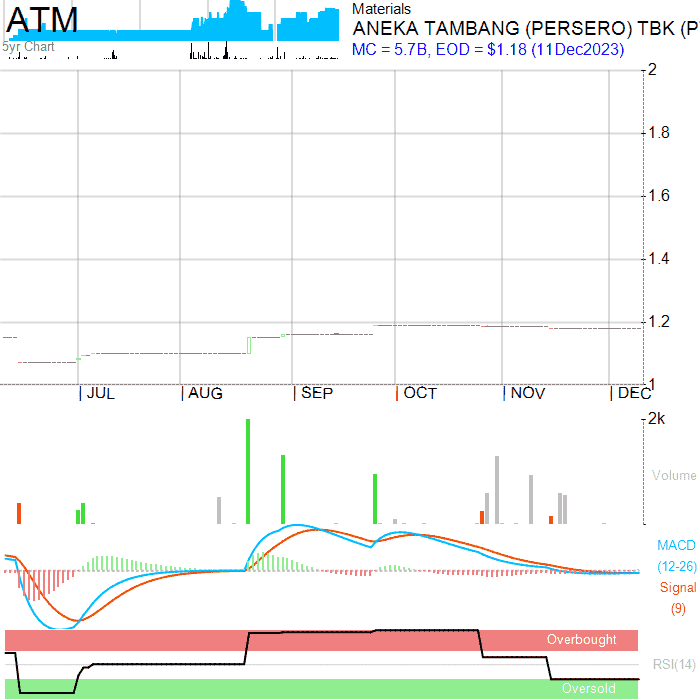 ATM
5yr Chart
Materials
ANEKA TAMBANG (PERSERO) TBK (P
MC = 5.7B, EOD = $1.18 (11Dec2023)
2
1.8
1.6
1.4
1.2
1
JUL AUG SEP OCT NOV DEC
2k
Volume
MACD
(12-26)
Signal
(9)
Overbought
RSI(14)
Oversold